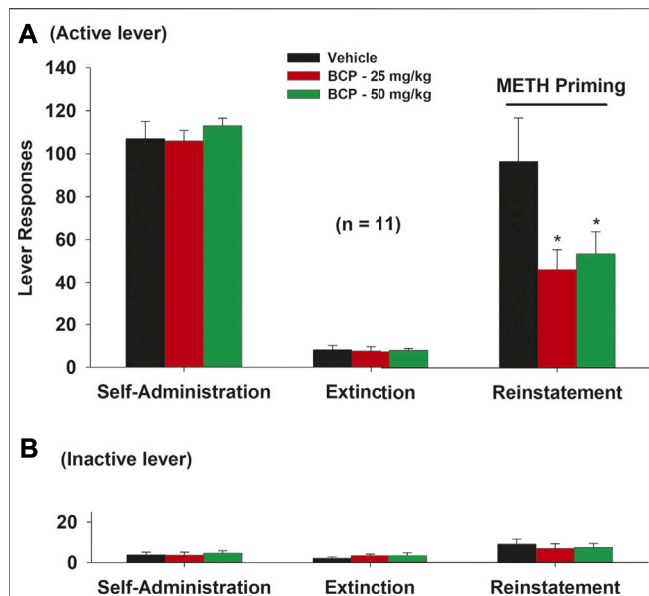 A (Active lever)
Vehicle
BCP - 25 mg/kg
BCP - 50 mg/kg
METH Priming
Lever Responses
140
120
100
80
60
40
20
0
(n = 11)
*
*
Self-Administration Extinction Reinstatement
B (Inactive lever)
20
0
Self-Administration Extinction Reinstatement